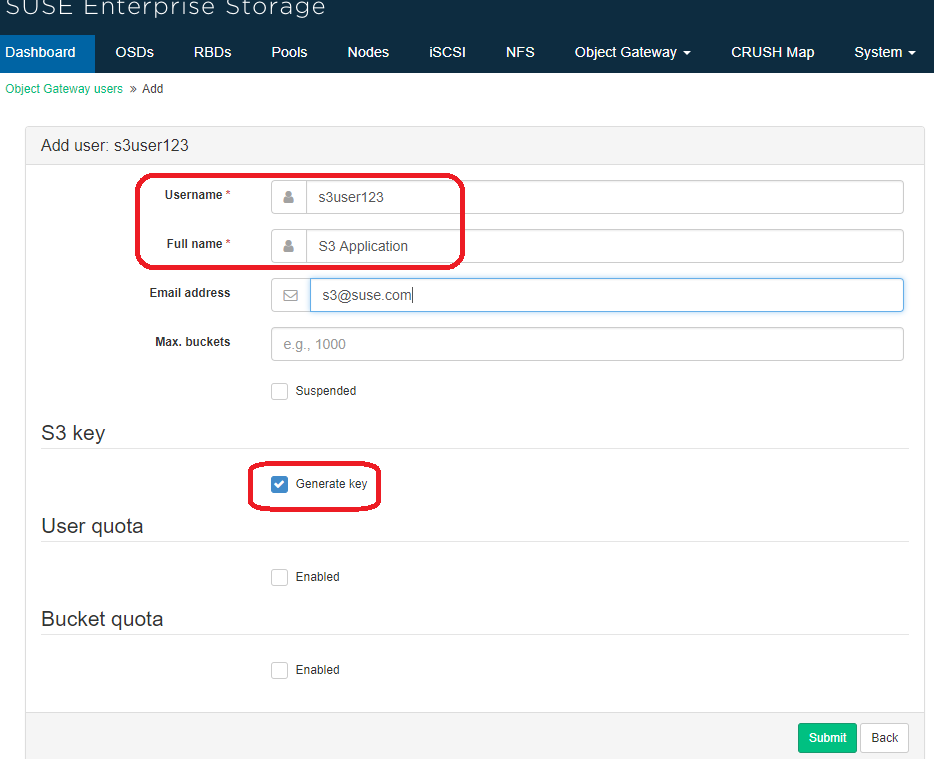 SUSE Enterprise Storage
Dashboard OSDs RBDs Pools Nodes iSCSI NFS Object Gateway CRUSH Map System
Object Gateway users » Add
Add user: s3user123
Username * s3user123
Full name * S3 Application
Email address s3@suse.com
Max. buckets e.g., 1000
Suspended
S3 key
Generate key
User quota
Enabled
Bucket quota
Enabled
Submit Back